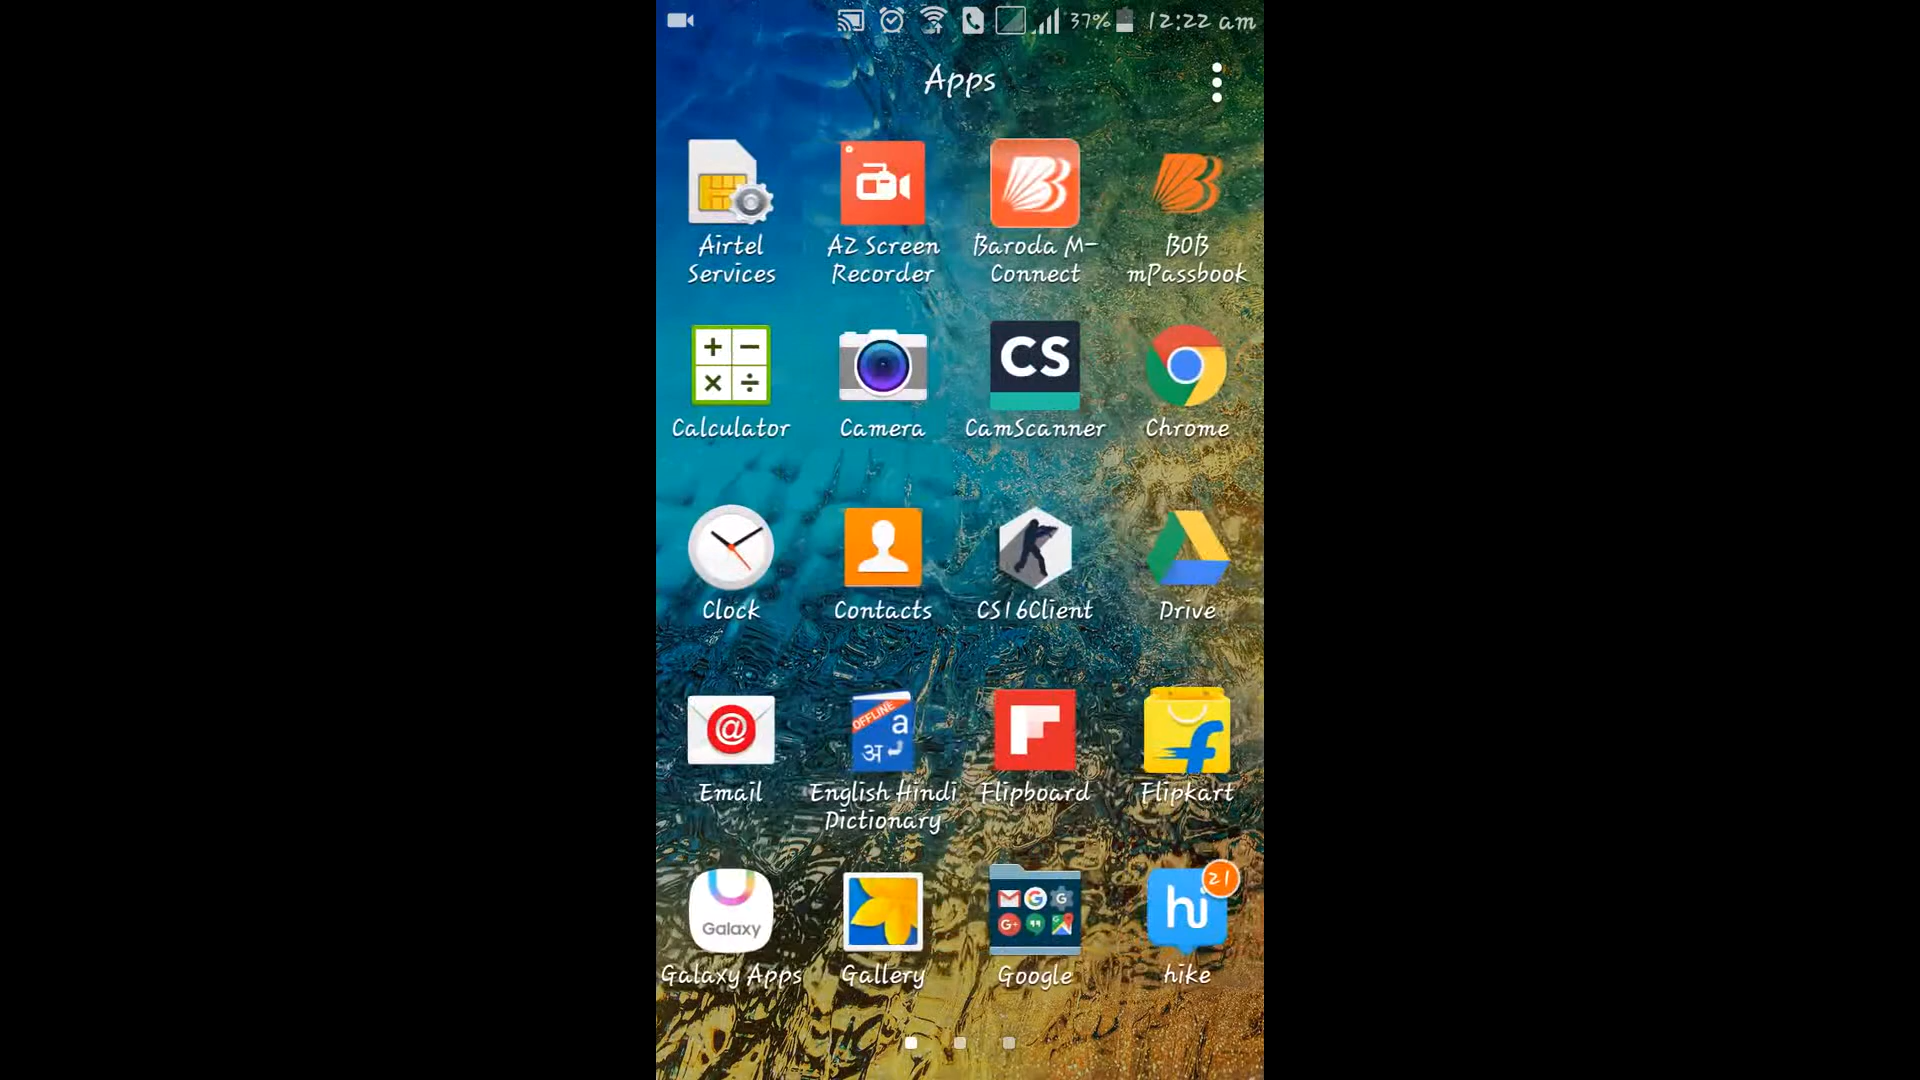 37% 12:22 am
Apps
Airtel Services
AZ Screen Recorder
Baroda M-Connect
BOB mPassbook
CS
Calculator
Camera
CamScanner
Chrome
Clock
Contacts
CS16Client
Drive
@
OFFLINE
a
अ
F
f
Email
English Hindi Dictionary
Flipboard
Flipkart
Galaxy
G
G
G+
hi
21
Galaxy Apps
Gallery
Google
hike